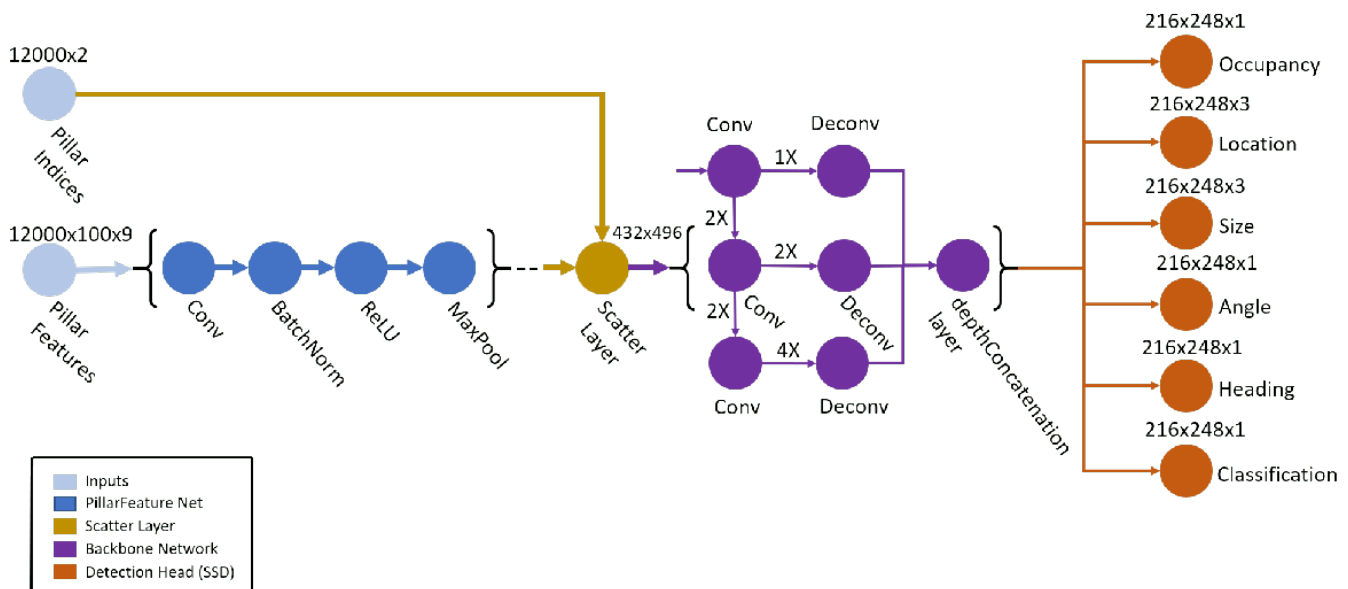 12000x2
Pillar
Indices
12000x100x9
Pillar
Features
Conv
BatchNorm
ReLU
MaxPool
Scatter
Layer
432x496
Conv
Deconv
1X
2X
2X
Conv
Deconv
2X
4X
Conv
Deconv
depthConcatenation
layer
216x248x1
Occupancy
216x248x3
Location
216x248x3
Size
216x248x1
Angle
216x248x1
Heading
216x248x1
Classification
Inputs
PillarFeature Net
Scatter Layer
Backbone Network
Detection Head (SSD)